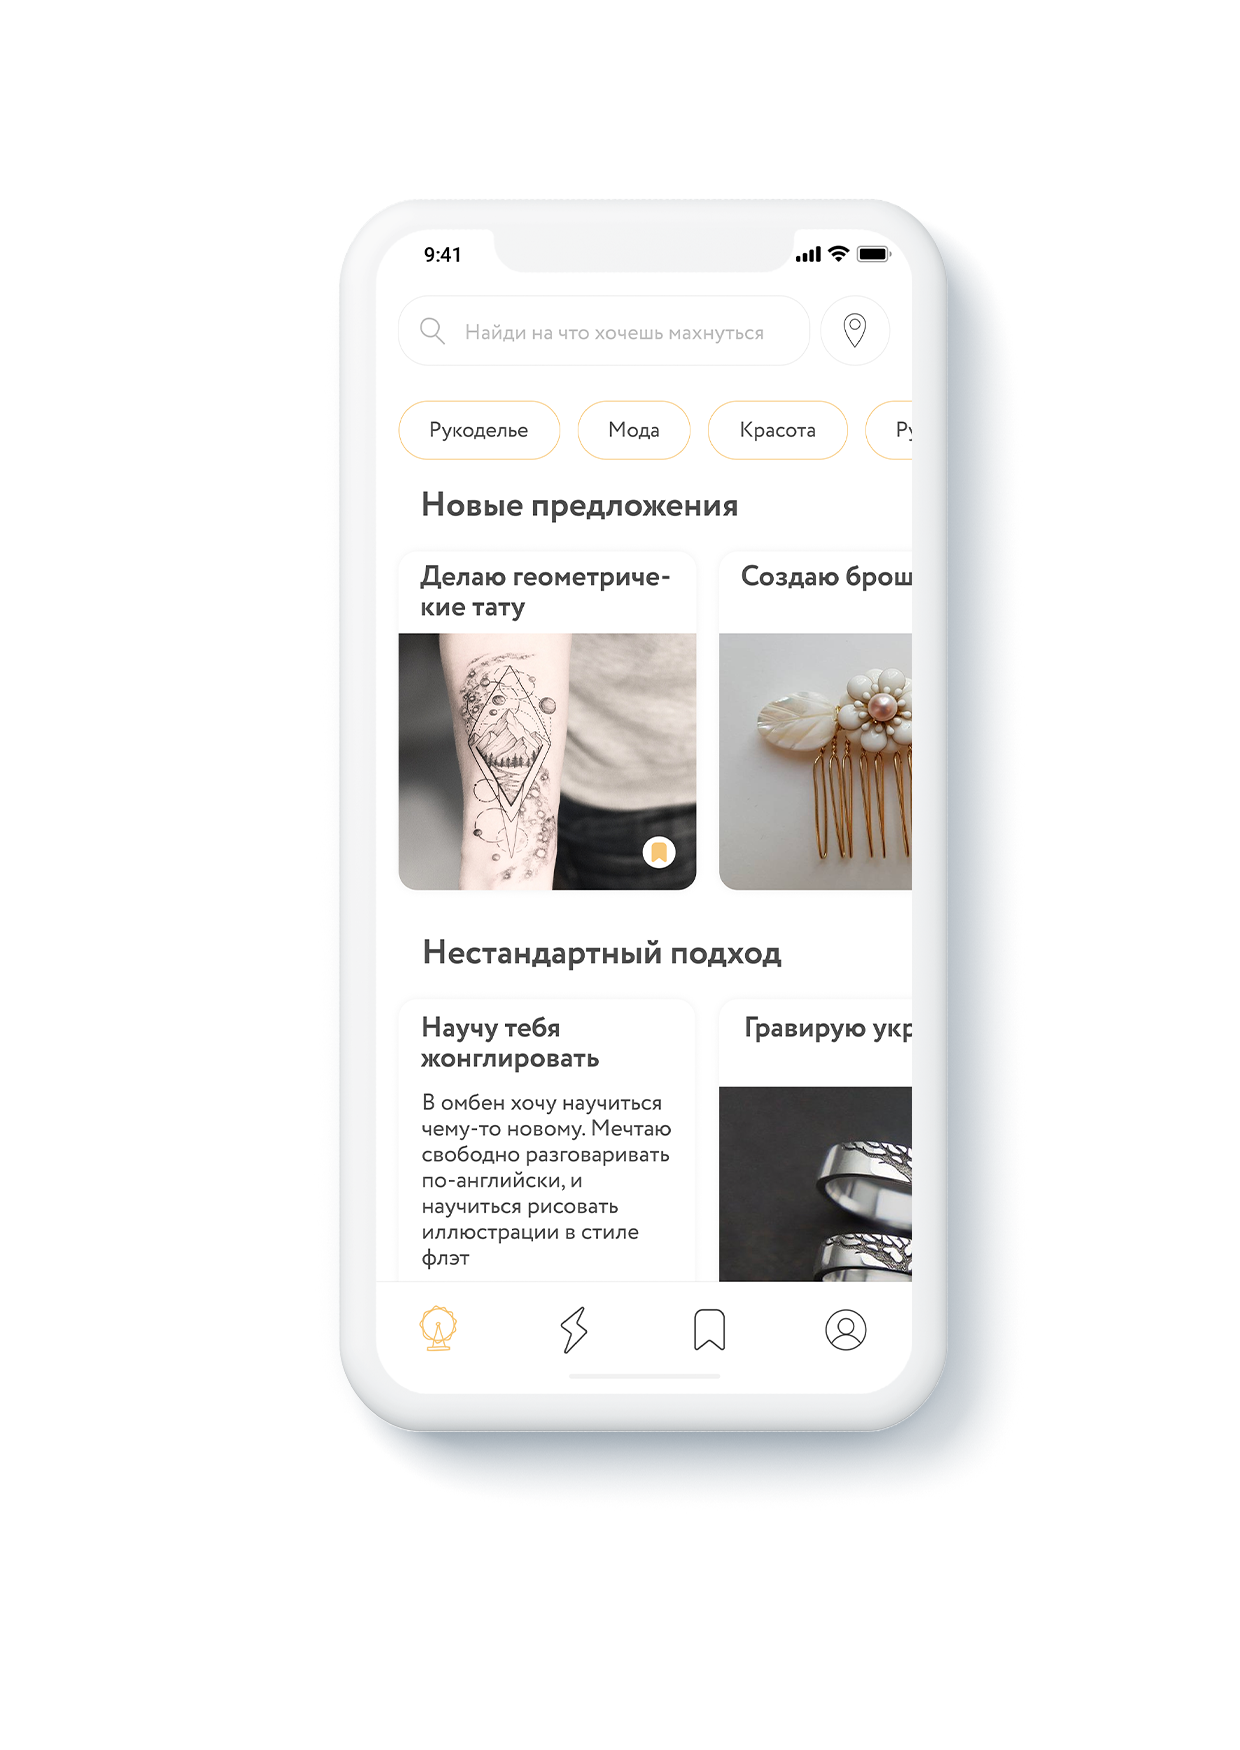 9:41
Найди на что хочешь махнуться
Рукоделье Мода Красота Ру
Новые предложения
Делаю геометриче-
кие тату
Создаю брош
Нестандартный подход
Научу тебя
жонглировать
Гравирую укр
В омбен хочу научиться
чему-то новому. Мечтаю
свободно разговаривать
по-английски, и
научиться рисовать
иллюстрации в стиле
флэт